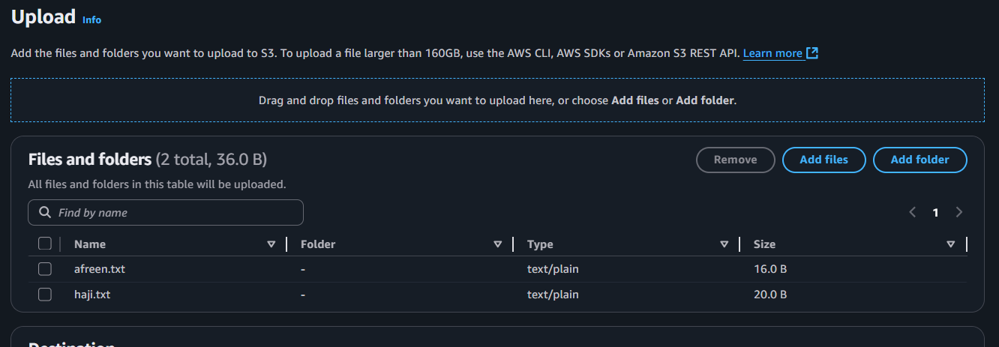 Upload Info
Add the files and folders you want to upload to S3. To upload a file larger than 160GB, use the AWS CLI, AWS SDKs or Amazon S3 REST API. Learn more
Drag and drop files and folders you want to upload here, or choose Add files or Add folder.
Files and folders (2 total, 36.0 B)
Remove Add files Add folder
All files and folders in this table will be uploaded.
Find by name
1
Name Folder Type Size
afreen.txt - text/plain 16.0 B
haji.txt - text/plain 20.0 B
Destination